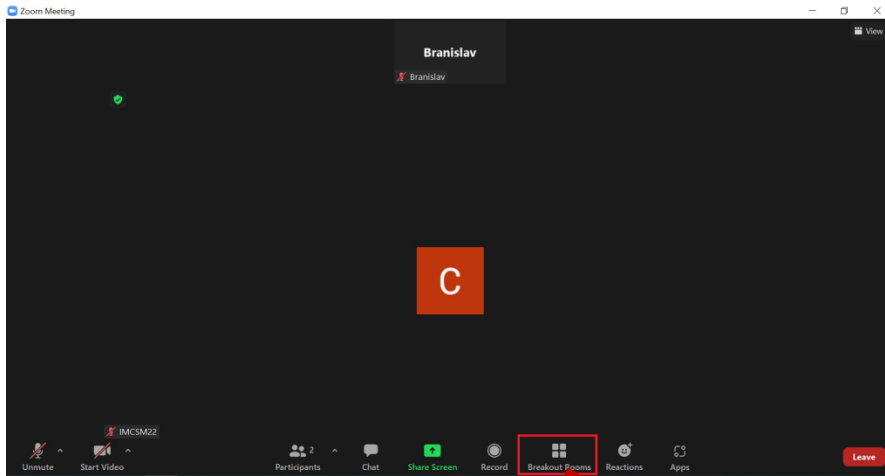 Zoom Meeting
View
Branislav
Branislav
C
IMCSM22
2
Unmute Start Video Participants Chat Share Screen Record Breakout Rooms Reactions Apps Leave